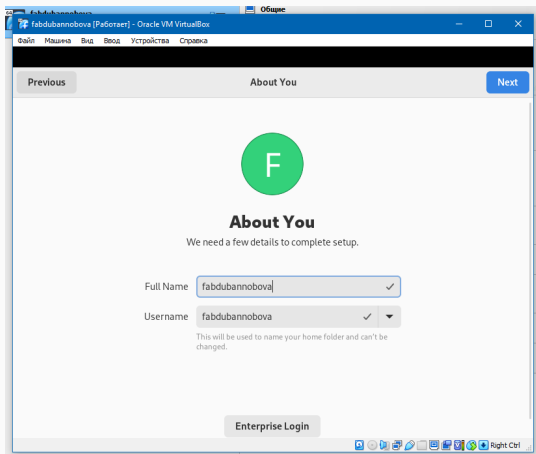 fabdubannobova
Общие
fabdubannobova [Работает] - Oracle VM VirtualBox
Файл Машина Вид Ввод Устройства Справка
Previous
About You
Next
F
About You
We need a few details to complete setup.
Full Name fabdubannobova
Username fabdubannobova
This will be used to name your home folder and can't be
changed.
Enterprise Login
Right Ctrl